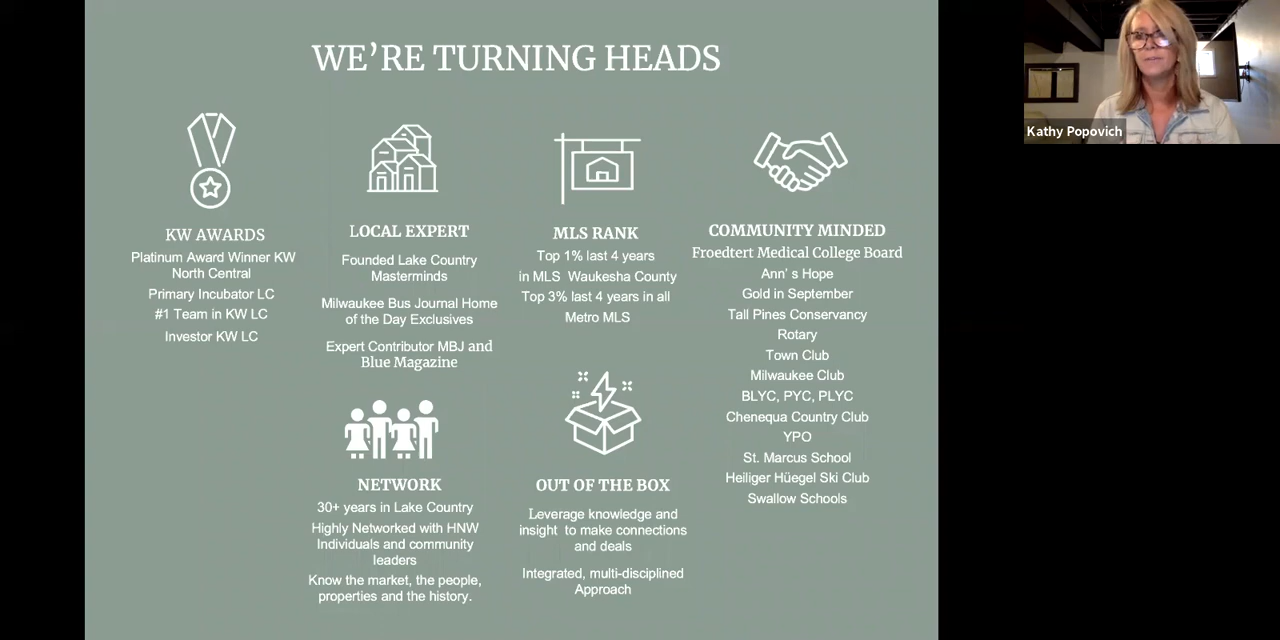 WE'RE TURNING HEADS
KW AWARDS
Platinum Award Winner KW
North Central
Primary Incubator LC
#1 Team in KW LC
Investor KW LC
LOCAL EXPERT
Founded Lake Country
Masterminds
Milwaukee Bus Journal Home
of the Day Exclusives
Expert Contributor MBJ and
Blue Magazine
MLS RANK
Top 1% last 4 years
in MLS Waukesha County
Top 3% last 4 years in all
Metro MLS
COMMUNITY MINDED
Froedtert Medical College Board
Ann' s Hope
Gold in September
Tall Pines Conservancy
Rotary
Town Club
Milwaukee Club
BLYC, PYC, PLYC
Chenequa Country Club
YPO
St. Marcus School
Heiliger Hüegel Ski Club
Swallow Schools
NETWORK
30+ years in Lake Country
Highly Networked with HNW
Individuals and community
leaders
Know the market, the people,
properties and the history.
OUT OF THE BOX
Leverage knowledge and
insight to make connections
and deals
Integrated, multi-disciplined
Approach
Kathy Popovich